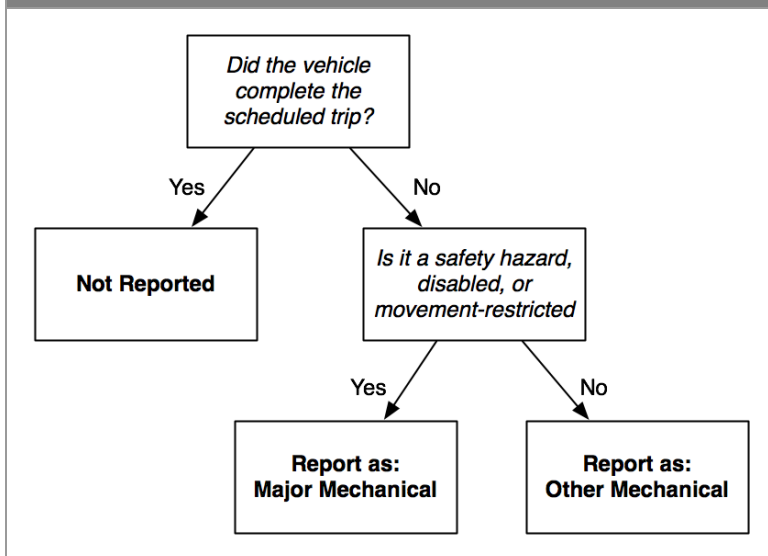 Did the vehicle
complete the
scheduled trip?
Yes
No
Not Reported
Is it a safety hazard,
disabled, or
movement-restricted
Yes
No
Report as:
Major Mechanical
Report as:
Other Mechanical